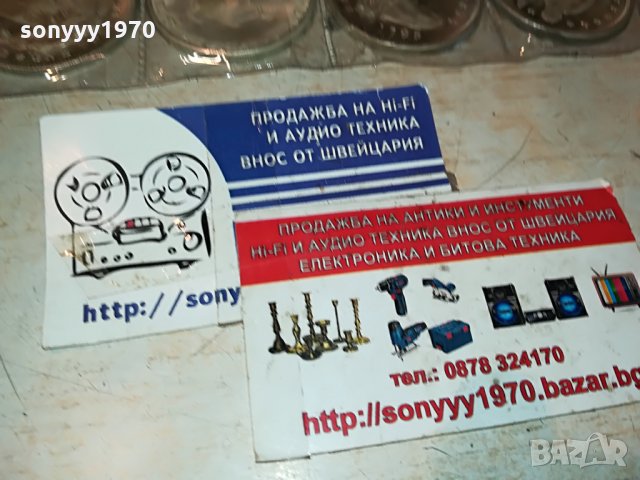 sonyyy1970
ПРОДАЖБА НА HI-FI
И АУДИО ТЕХНИКА
ВНОС ОТ ШВЕЙЦАРИЯ
http://sony
ПРОДАЖБА НА АНТИКИ И ИНСТРУМЕНТИ
HI-FI И АУДИО ТЕХНИКА ВНОС ОТ ШВЕЙЦАРИЯ
ЕЛЕКТРОНИКА И БИТОВА ТЕХНИКА
тел.: 0878 324170
http://sonyyy1970.bazar.bg
BAZAR
bg